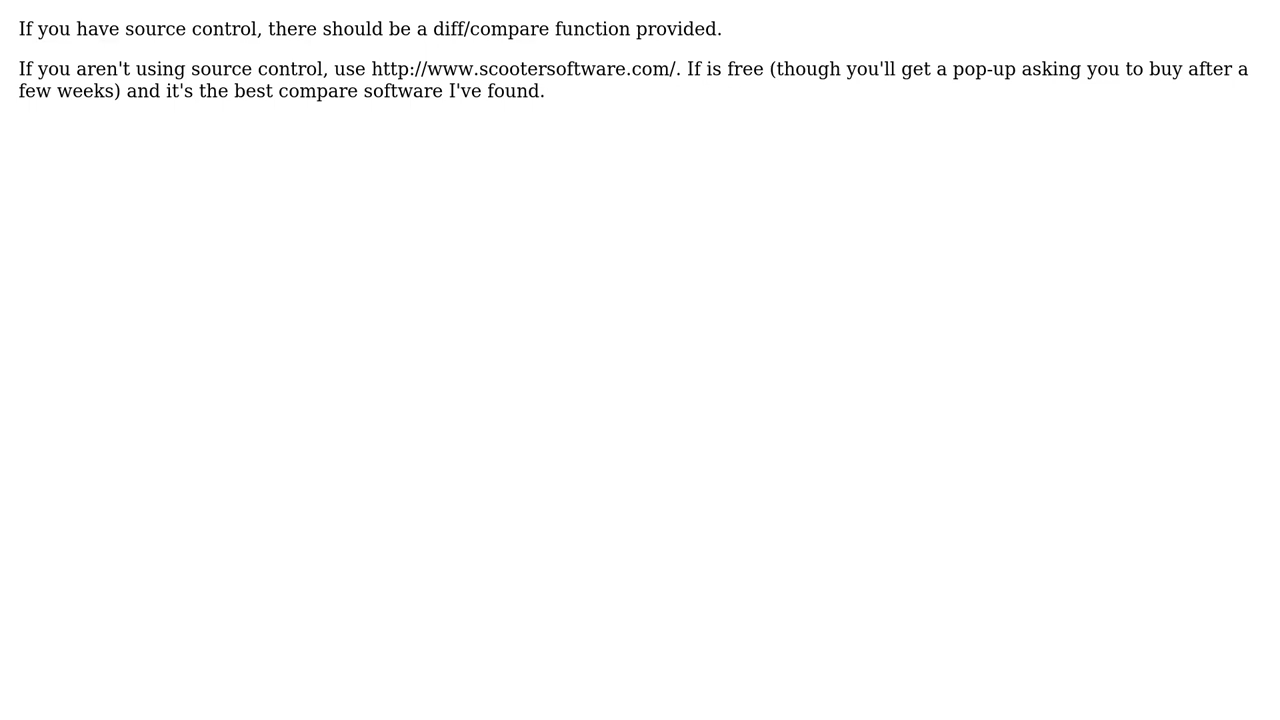 If you have source control, there should be a diff/compare function provided.
If you aren't using source control, use http://www.scootersoftware.com/. If is free (though you'll get a pop-up asking you to buy after a
few weeks) and it's the best compare software I've found.